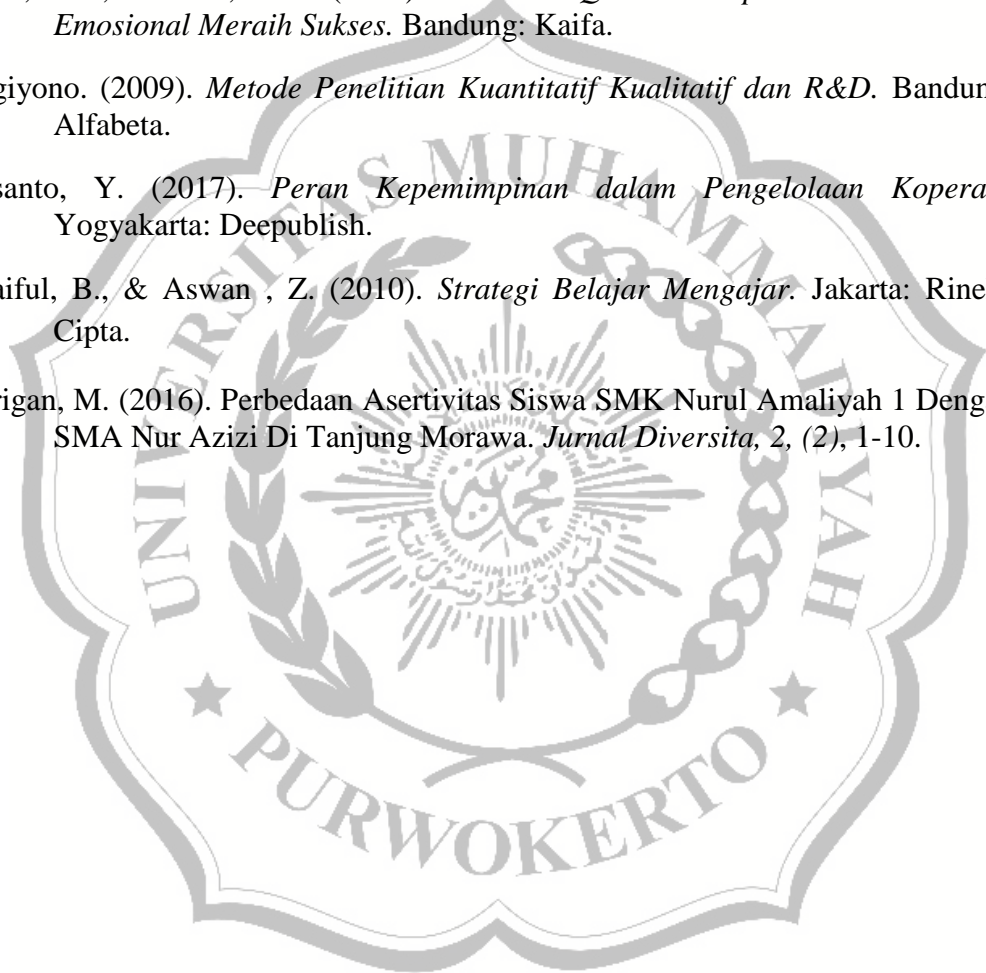 Emosional Meraih Sukses. Bandung: Kaifa.
giyono. (2009). Metode Penelitian Kuantitatif Kualitatif dan R&D. Bandun
Alfabeta.
santo, Y. (2017). Peran Kepemimpinan dalam Pengelolaan Kopera
Yogyakarta: Deepublish.
aiful, B., & Aswan , Z. (2010). Strategi Belajar Mengajar. Jakarta: Rine
Cipta.
rigan, M. (2016). Perbedaan Asertivitas Siswa SMK Nurul Amaliyah 1 Deng
SMA Nur Azizi Di Tanjung Morawa. Jurnal Diversita, 2, (2), 1-10.
UNIVERSITAS MUHAMMADIYAH
PURWOKERTO